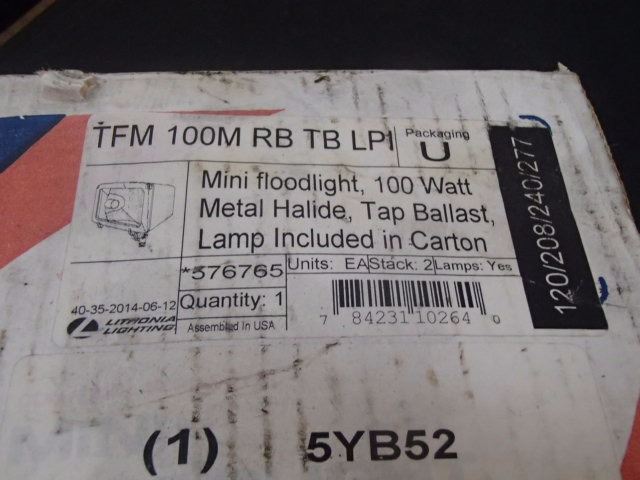 TFM 100M RB TB LPI
Packaging
U
Mini floodlight, 100 Watt
Metal Halide, Tap Ballast,
Lamp Included in Carton
*376765
Units: EA Stack: 2 Lamps: Yes
40-35-2014-06-12
Quantity: 1
LITHONIA
LIGHTING
Assembled in USA
7 84231 10264 0
120/208/240/277
(1) 5YB52